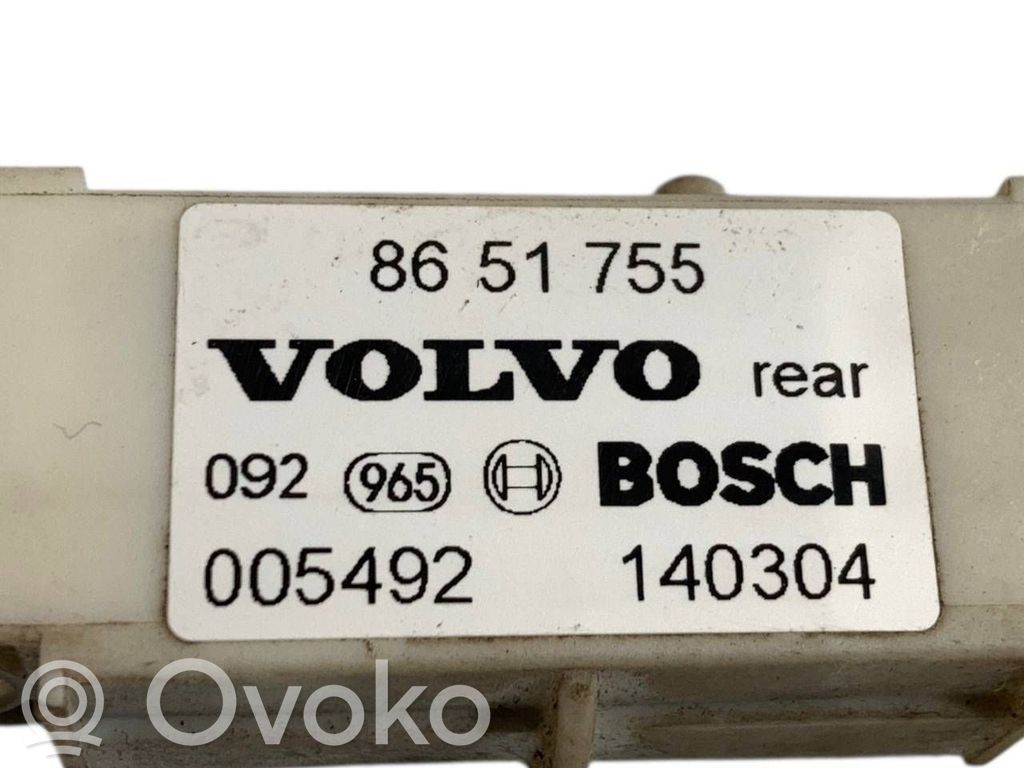 86 51 755
VOLVO rear
092 965 BOSCH
005492 140304
Ovoko